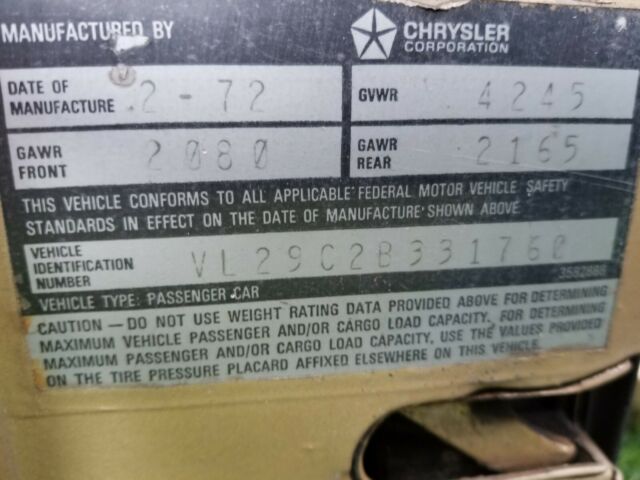 MANUFACTURED BY CHRYSLER CORPORATION
DATE OF MANUFACTURE 2-72 GVWR 4245
GAWR FRONT 2080 GAWR REAR 2165
THIS VEHICLE CONFORMS TO ALL APPLICABLE FEDERAL MOTOR VEHICLE SAFETY
STANDARDS IN EFFECT ON THE DATE OF MANUFACTURE SHOWN ABOVE
VEHICLE IDENTIFICATION NUMBER VL29C2B331760
3582888
VEHICLE TYPE: PASSENGER CAR
CAUTION — DO NOT USE WEIGHT RATING DATA PROVIDED ABOVE FOR DETERMINING
MAXIMUM VEHICLE PASSENGER AND/OR CARGO LOAD CAPACITY. FOR DETERMINING
MAXIMUM PASSENGER AND/OR CARGO LOAD CAPACITY, USE THE VALUES PROVIDED
ON THE TIRE PRESSURE PLACARD AFFIXED ELSEWHERE ON THIS VEHICLE.